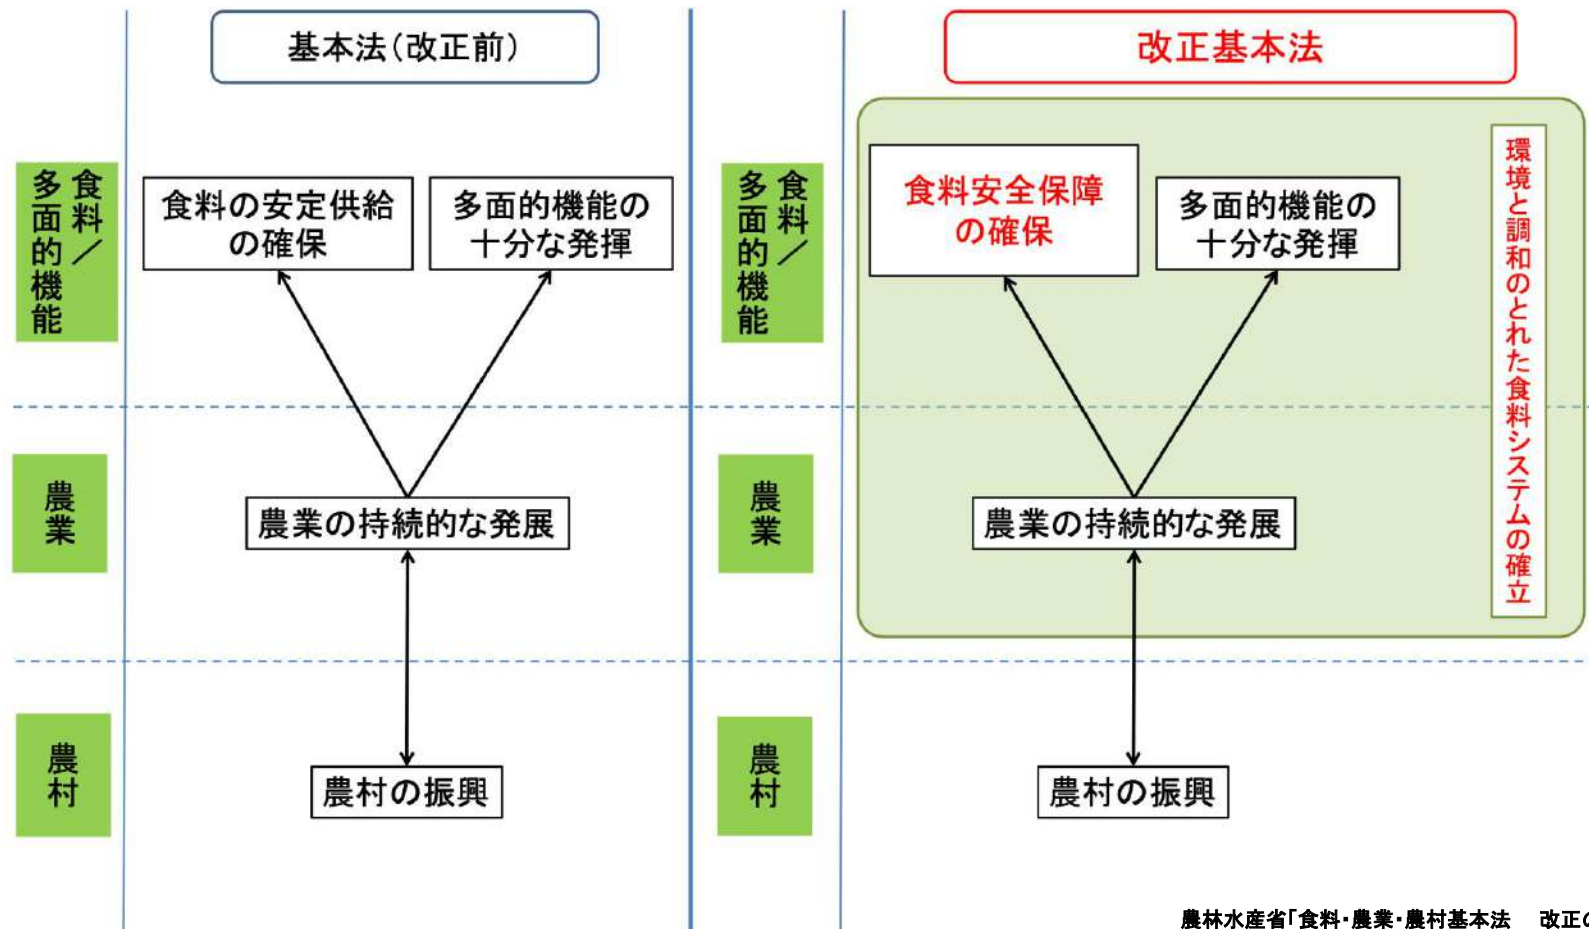 基本法（改正前）
食料／
多面的機能
食料の安定供給
の確保
多面的機能の
十分な発揮
農業
農業の持続的な発展
農村
農村の振興
改正基本法
食料／
多面的機能
食料安全保障
の確保
多面的機能の
十分な発揮
環境と調和のとれた食料システムの確立
農業
農業の持続的な発展
農村
農村の振興
農林水産省「食料・農業・農村基本法　改正の